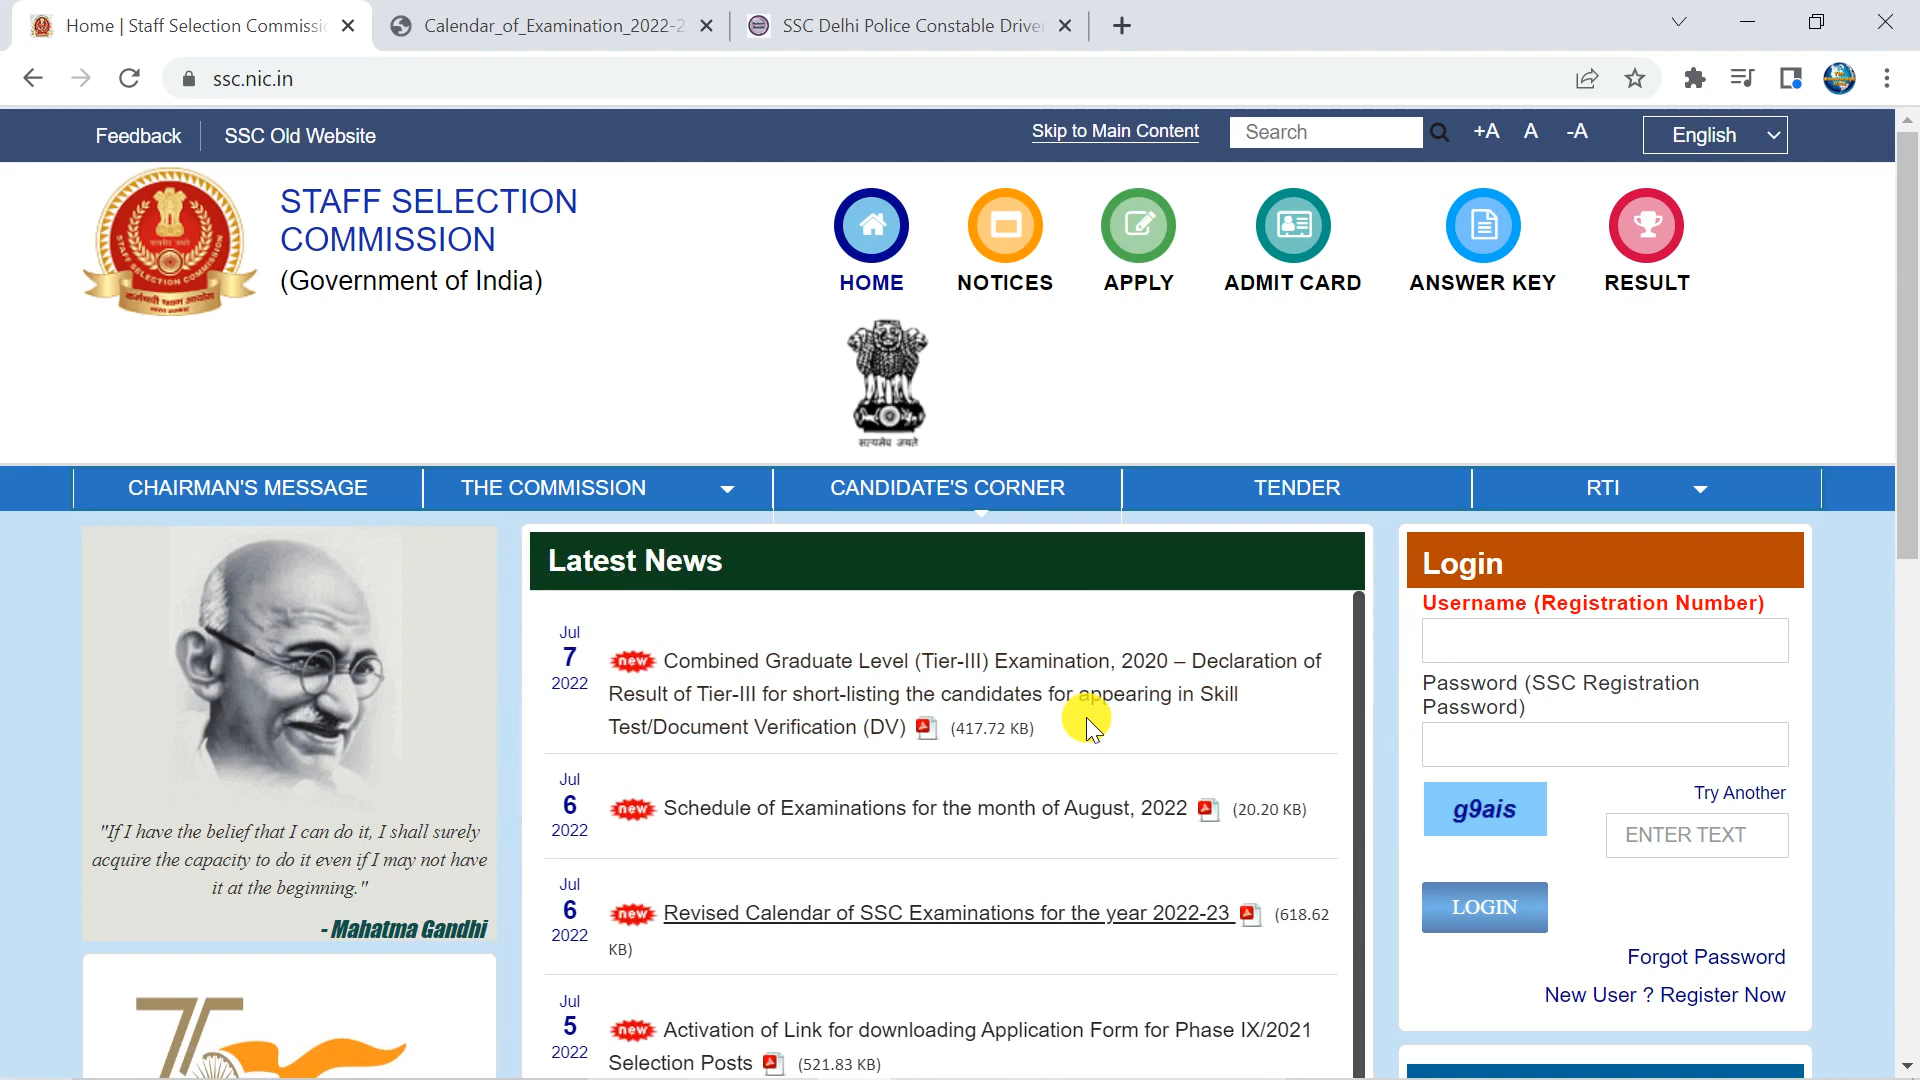 Home | Staff Selection Commissi
Calendar_of_Examination_2022-2
SSC Delhi Police Constable Drive
ssc.nic.in
Feedback
SSC Old Website
Skip to Main Content
Search
+A A -A
English
STAFF SELECTION
COMMISSION
(Government of India)
STAFF SELECTION COMMISSION
HOME
NOTICES
APPLY
ADMIT CARD
ANSWER KEY
RESULT
सत्यमेव जयते
CHAIRMAN'S MESSAGE
THE COMMISSION
CANDIDATE'S CORNER
TENDER
RTI
"If I have the belief that I can do it, I shall surely
acquire the capacity to do it even if I may not have
it at the beginning."
- Mahatma Gandhi
75
Latest News
Jul
7
2022
new Combined Graduate Level (Tier-III) Examination, 2020 – Declaration of
Result of Tier-III for short-listing the candidates for appearing in Skill
Test/Document Verification (DV) (417.72 KB)
Jul
6
2022
new Schedule of Examinations for the month of August, 2022 (20.20 KB)
Jul
6
2022
new Revised Calendar of SSC Examinations for the year 2022-23 (618.62
KB)
Jul
5
2022
new Activation of Link for downloading Application Form for Phase IX/2021
Selection Posts (521.83 KB)
Login
Username (Registration Number)
Password (SSC Registration
Password)
g9ais
Try Another
ENTER TEXT
LOGIN
Forgot Password
New User ? Register Now